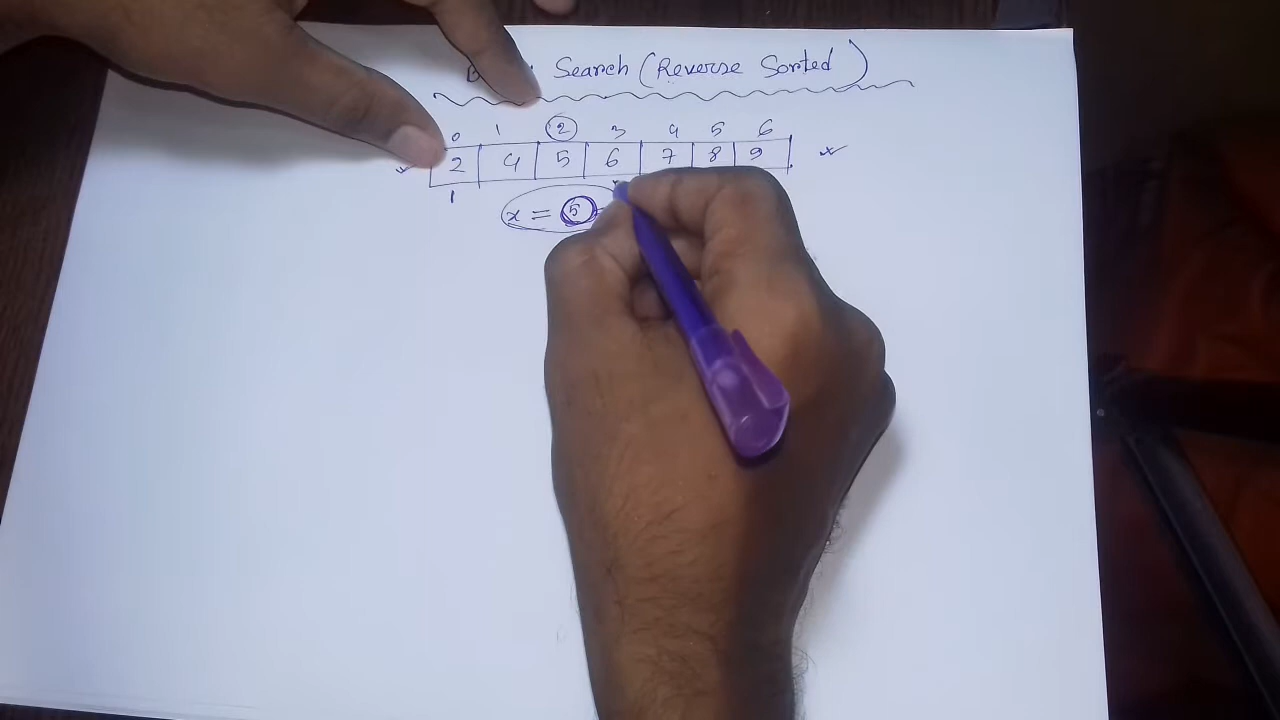 Search (Reverse Sorted)
0 1 2 3 4 5 6
2 4 5 6 7 8 9
1
x = 5